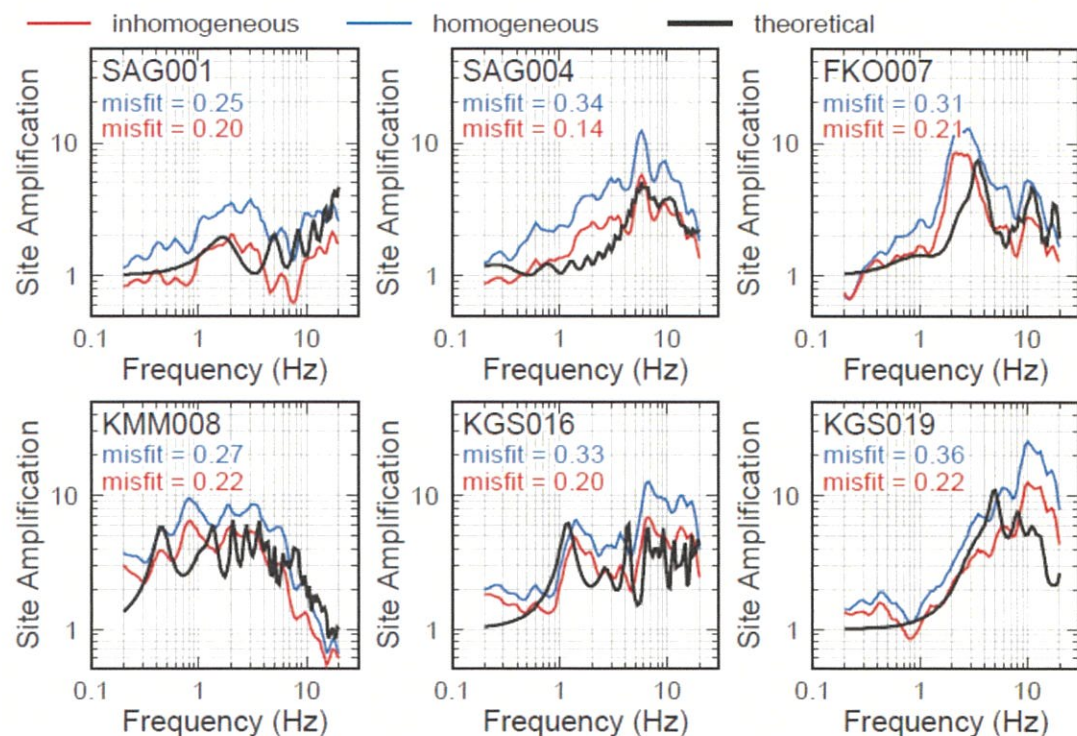 inhomogeneous homogeneous theoretical
SAG001
misfit = 0.25
misfit = 0.20
Site Amplification
10
1
0.1 1 10
Frequency (Hz)
SAG004
misfit = 0.34
misfit = 0.14
Site Amplification
10
1
0.1 1 10
Frequency (Hz)
FKO007
misfit = 0.31
misfit = 0.21
Site Amplification
10
1
0.1 1 10
Frequency (Hz)
KMM008
misfit = 0.27
misfit = 0.22
Site Amplification
10
1
0.1 1 10
Frequency (Hz)
KGS016
misfit = 0.33
misfit = 0.20
Site Amplification
10
1
0.1 1 10
Frequency (Hz)
KGS019
misfit = 0.36
misfit = 0.22
Site Amplification
10
1
0.1 1 10
Frequency (Hz)